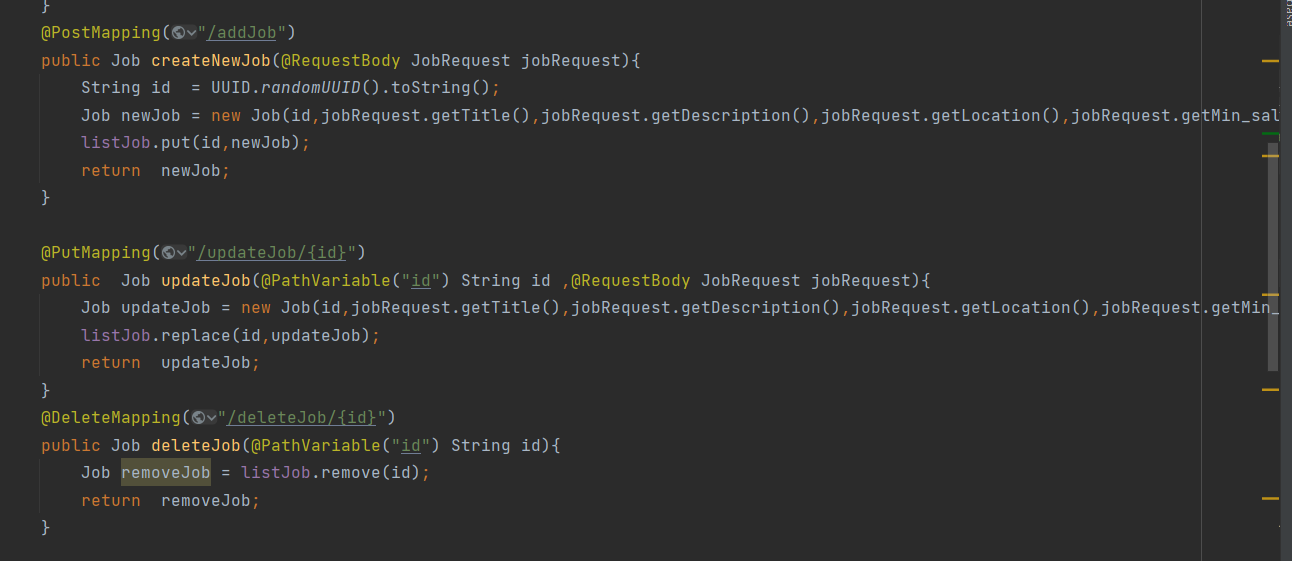 }
@PostMapping("/addJob")
public Job createNewJob(@RequestBody JobRequest jobRequest){
String id  = UUID.randomUUID().toString();
Job newJob = new Job(id,jobRequest.getTitle(),jobRequest.getDescription(),jobRequest.getLocation(),jobRequest.getMin_sal
listJob.put(id,newJob);
return  newJob;
}
@PutMapping("/updateJob/{id}")
public  Job updateJob(@PathVariable("id") String id ,@RequestBody JobRequest jobRequest){
Job updateJob = new Job(id,jobRequest.getTitle(),jobRequest.getDescription(),jobRequest.getLocation(),jobRequest.getMin_
listJob.replace(id,updateJob);
return  updateJob;
}
@DeleteMapping("/deleteJob/{id}")
public Job deleteJob(@PathVariable("id") String id){
Job removeJob = listJob.remove(id);
return  removeJob;
}